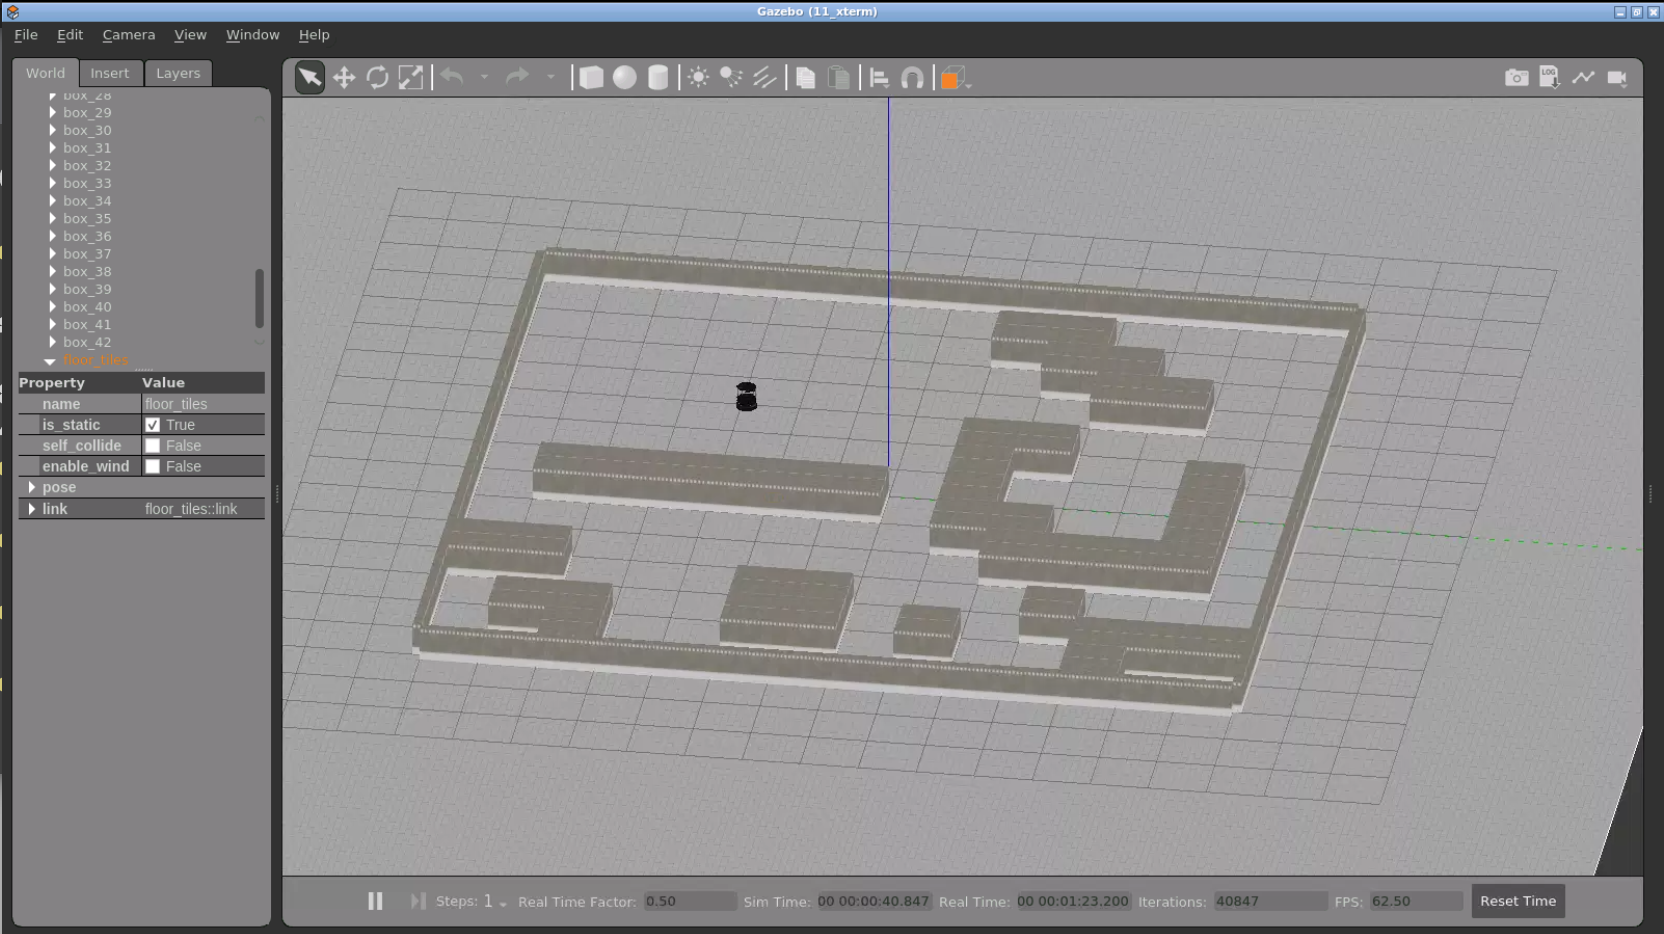 Gazebo (11_xterm)
File Edit Camera View Window Help
World Insert Layers
box_28
box_29
box_30
box_31
box_32
box_33
box_34
box_35
box_36
box_37
box_38
box_39
box_40
box_41
box_42
floor_tiles
Property Value
name floor_tiles
is_static True
self_collide False
enable_wind False
pose
link floor_tiles::link
LOG
Steps: 1 Real Time Factor: 0.50 Sim Time: 00 00:00:40.847 Real Time: 00 00:01:23.200 Iterations: 40847 FPS: 62.50 Reset Time